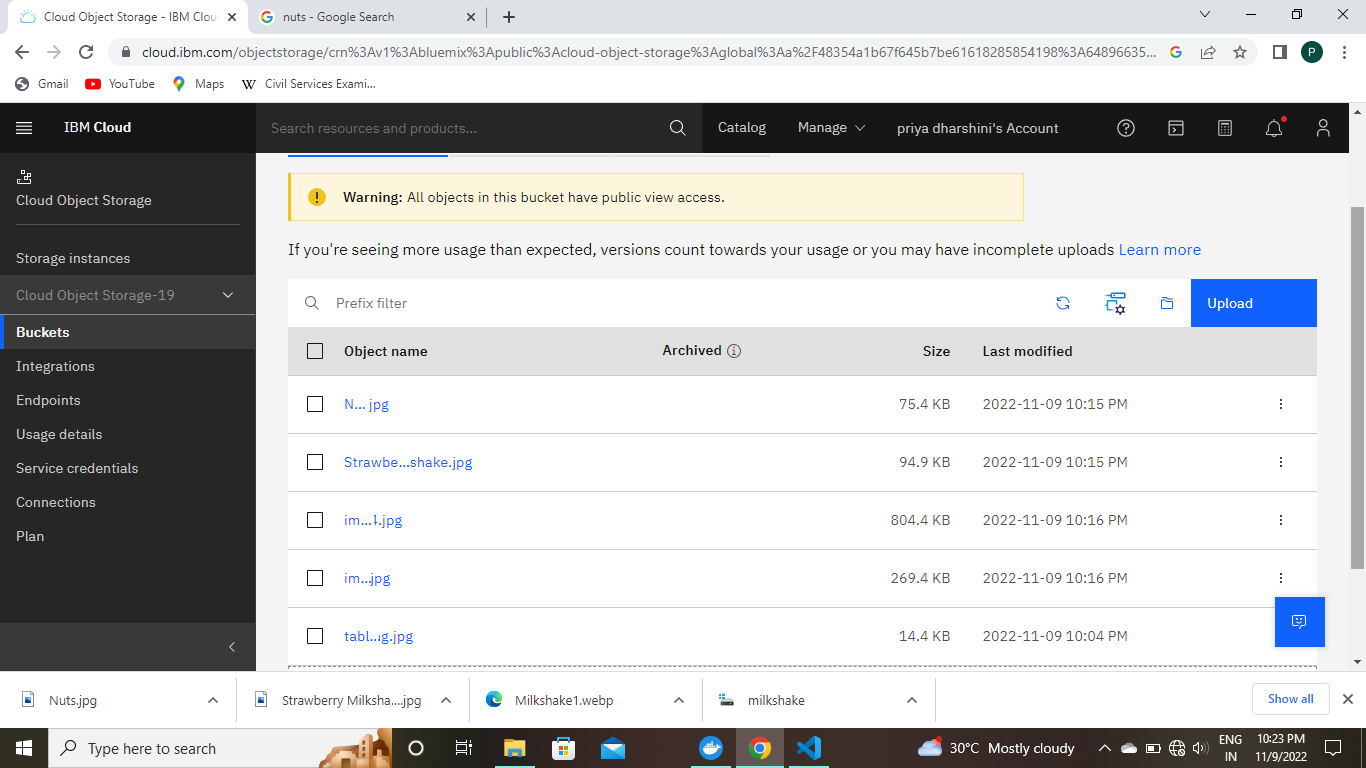 Cloud Object Storage - IBM Clou
nuts - Google Search
cloud.ibm.com/objectstorage/crn%3Av1%3Abluemix%3Apublic%3Acloud-object-storage%3Aglobal%3Aa%2F48354a1b67f645b7be61618285854198%3A64896635...
P
Gmail
YouTube
Maps
W
Civil Services Exami...
IBM Cloud
Search resources and products...
Catalog
Manage
priya dharshini's Account
Cloud Object Storage
Storage instances
Cloud Object Storage-19
Buckets
Integrations
Endpoints
Usage details
Service credentials
Connections
Plan
Warning: All objects in this bucket have public view access.
If you're seeing more usage than expected, versions count towards your usage or you may have incomplete uploads Learn more
Prefix filter
Upload
Object name Archived Size Last modified
N... jpg 75.4 KB 2022-11-09 10:15 PM
Strawbe...shake.jpg 94.9 KB 2022-11-09 10:15 PM
im...1.jpg 804.4 KB 2022-11-09 10:16 PM
im...jpg 269.4 KB 2022-11-09 10:16 PM
tabl...g.jpg 14.4 KB 2022-11-09 10:04 PM
Nuts.jpg
Strawberry Milksha....jpg
Milkshake1.webp
milkshake
Show all
Type here to search
30°C Mostly cloudy
ENG
IN
10:23 PM
11/9/2022